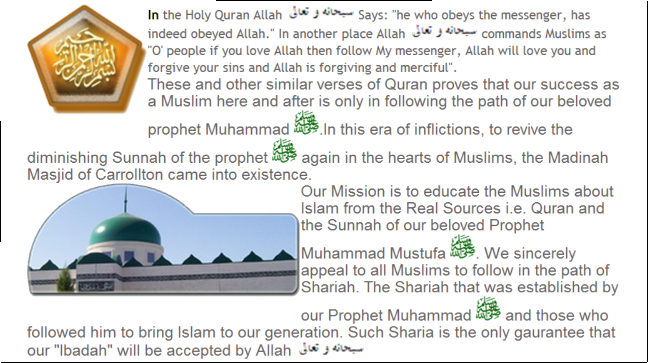 In the Holy Quran Allah سبحانه و تعالى Says: "he who obeys the messenger, has
indeed obeyed Allah." In another place Allah سبحانه و تعالى commands Muslims as
"O' people if you love Allah then follow My messenger, Allah will love you and
forgive your sins and Allah is forgiving and merciful".
These and other similar verses of Quran proves that our success as
a Muslim here and after is only in following the path of our beloved
prophet Muhammad ﷺ.In this era of inflictions, to revive the
diminishing Sunnah of the prophet ﷺ again in the hearts of Muslims, the Madinah
Masjid of Carrollton came into existence.
Our Mission is to educate the Muslims about
Islam from the Real Sources i.e. Quran and
the Sunnah of our beloved Prophet
Muhammad Mustufa ﷺ. We sincerely
appeal to all Muslims to follow in the path of
Shariah. The Shariah that was established by
our Prophet Muhammad ﷺ and those who
followed him to bring Islam to our generation. Such Sharia is the only gaurantee that
our "Ibadah" will be accepted by Allah سبحانه و تعالى